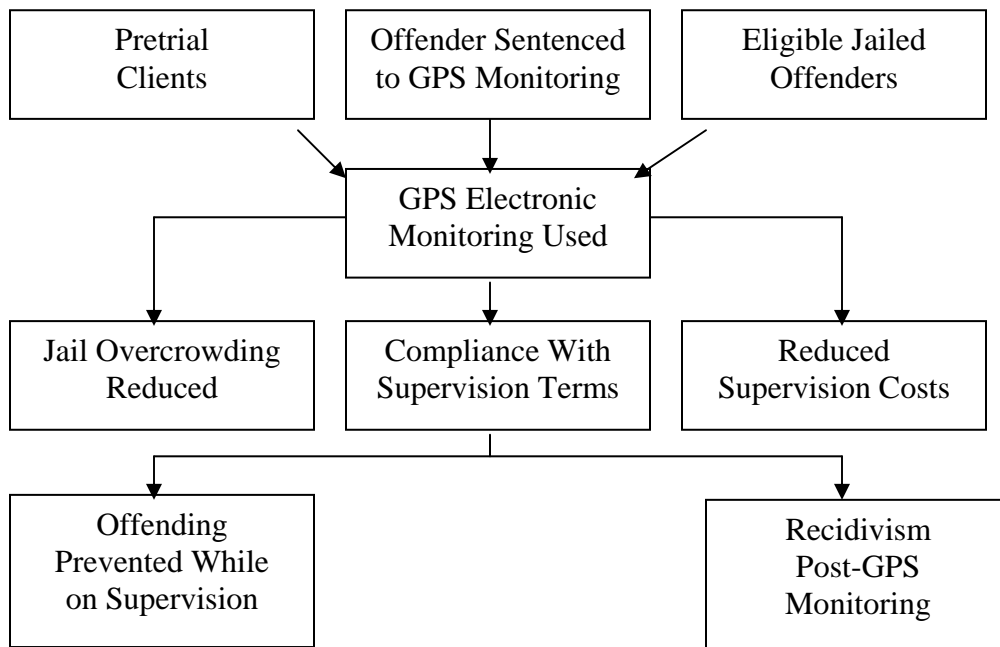 Pretrial
Clients
Offender Sentenced
to GPS Monitoring
Eligible Jailed
Offenders
GPS Electronic
Monitoring Used
Jail Overcrowding
Reduced
Compliance With
Supervision Terms
Reduced
Supervision Costs
Offending
Prevented While
on Supervision
Recidivism
Post-GPS
Monitoring